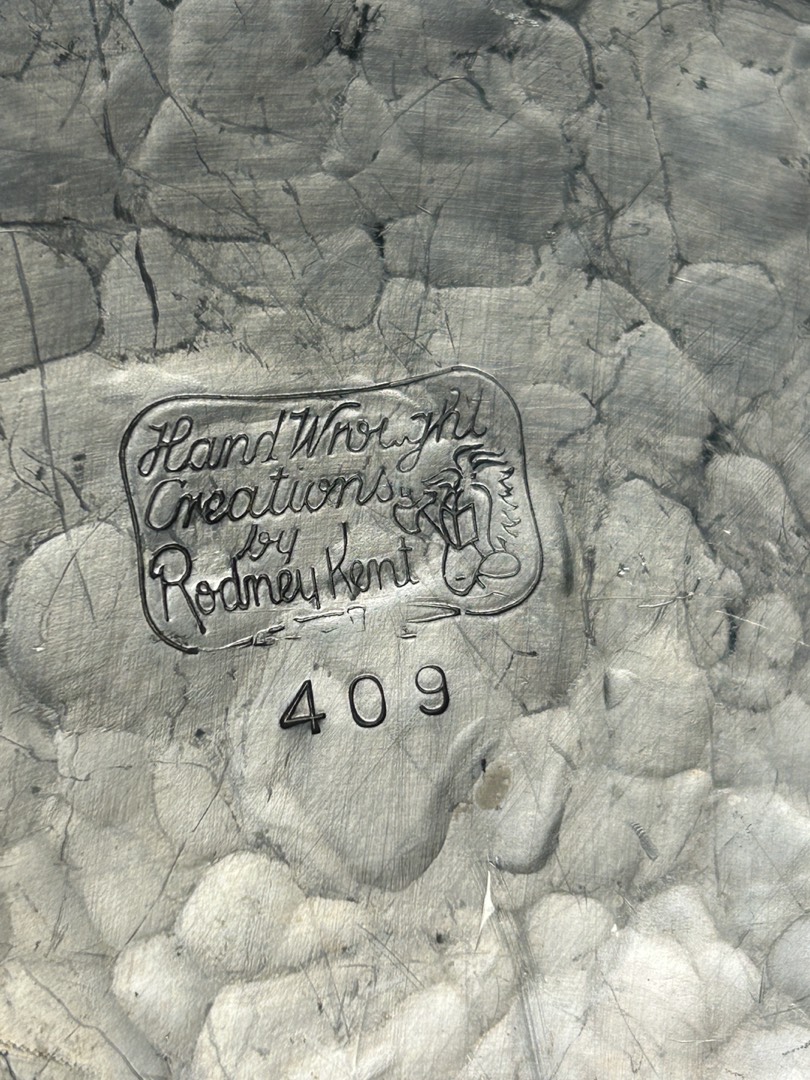 Hand Wrought
Creations
by
Rodney Kent
409